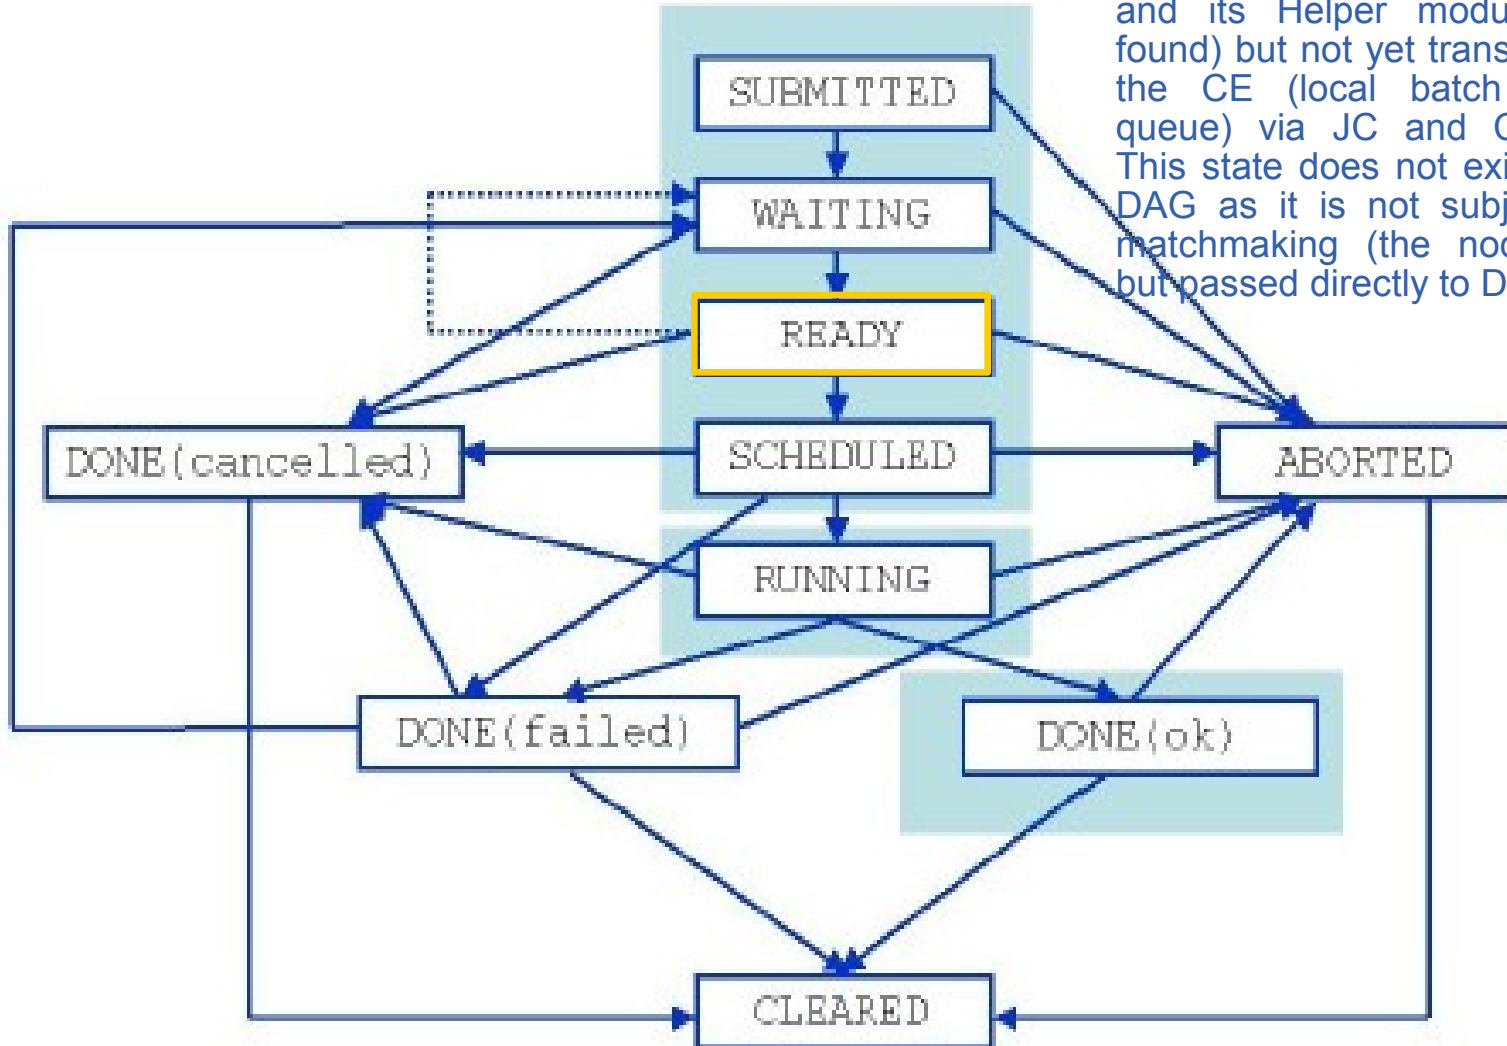 and its Helper modu
found) but not yet trans
the CE (local batch
queue) via JC and
This state does not exi
DAG as it is not subj
matchmaking (the
but passed directly to D
SUBMITTED
WAITING
READY
SCHEDULED
DONE(cancelled)
ABORTED
RUNNING
DONE(failed)
DONE(ok)
CLEARED